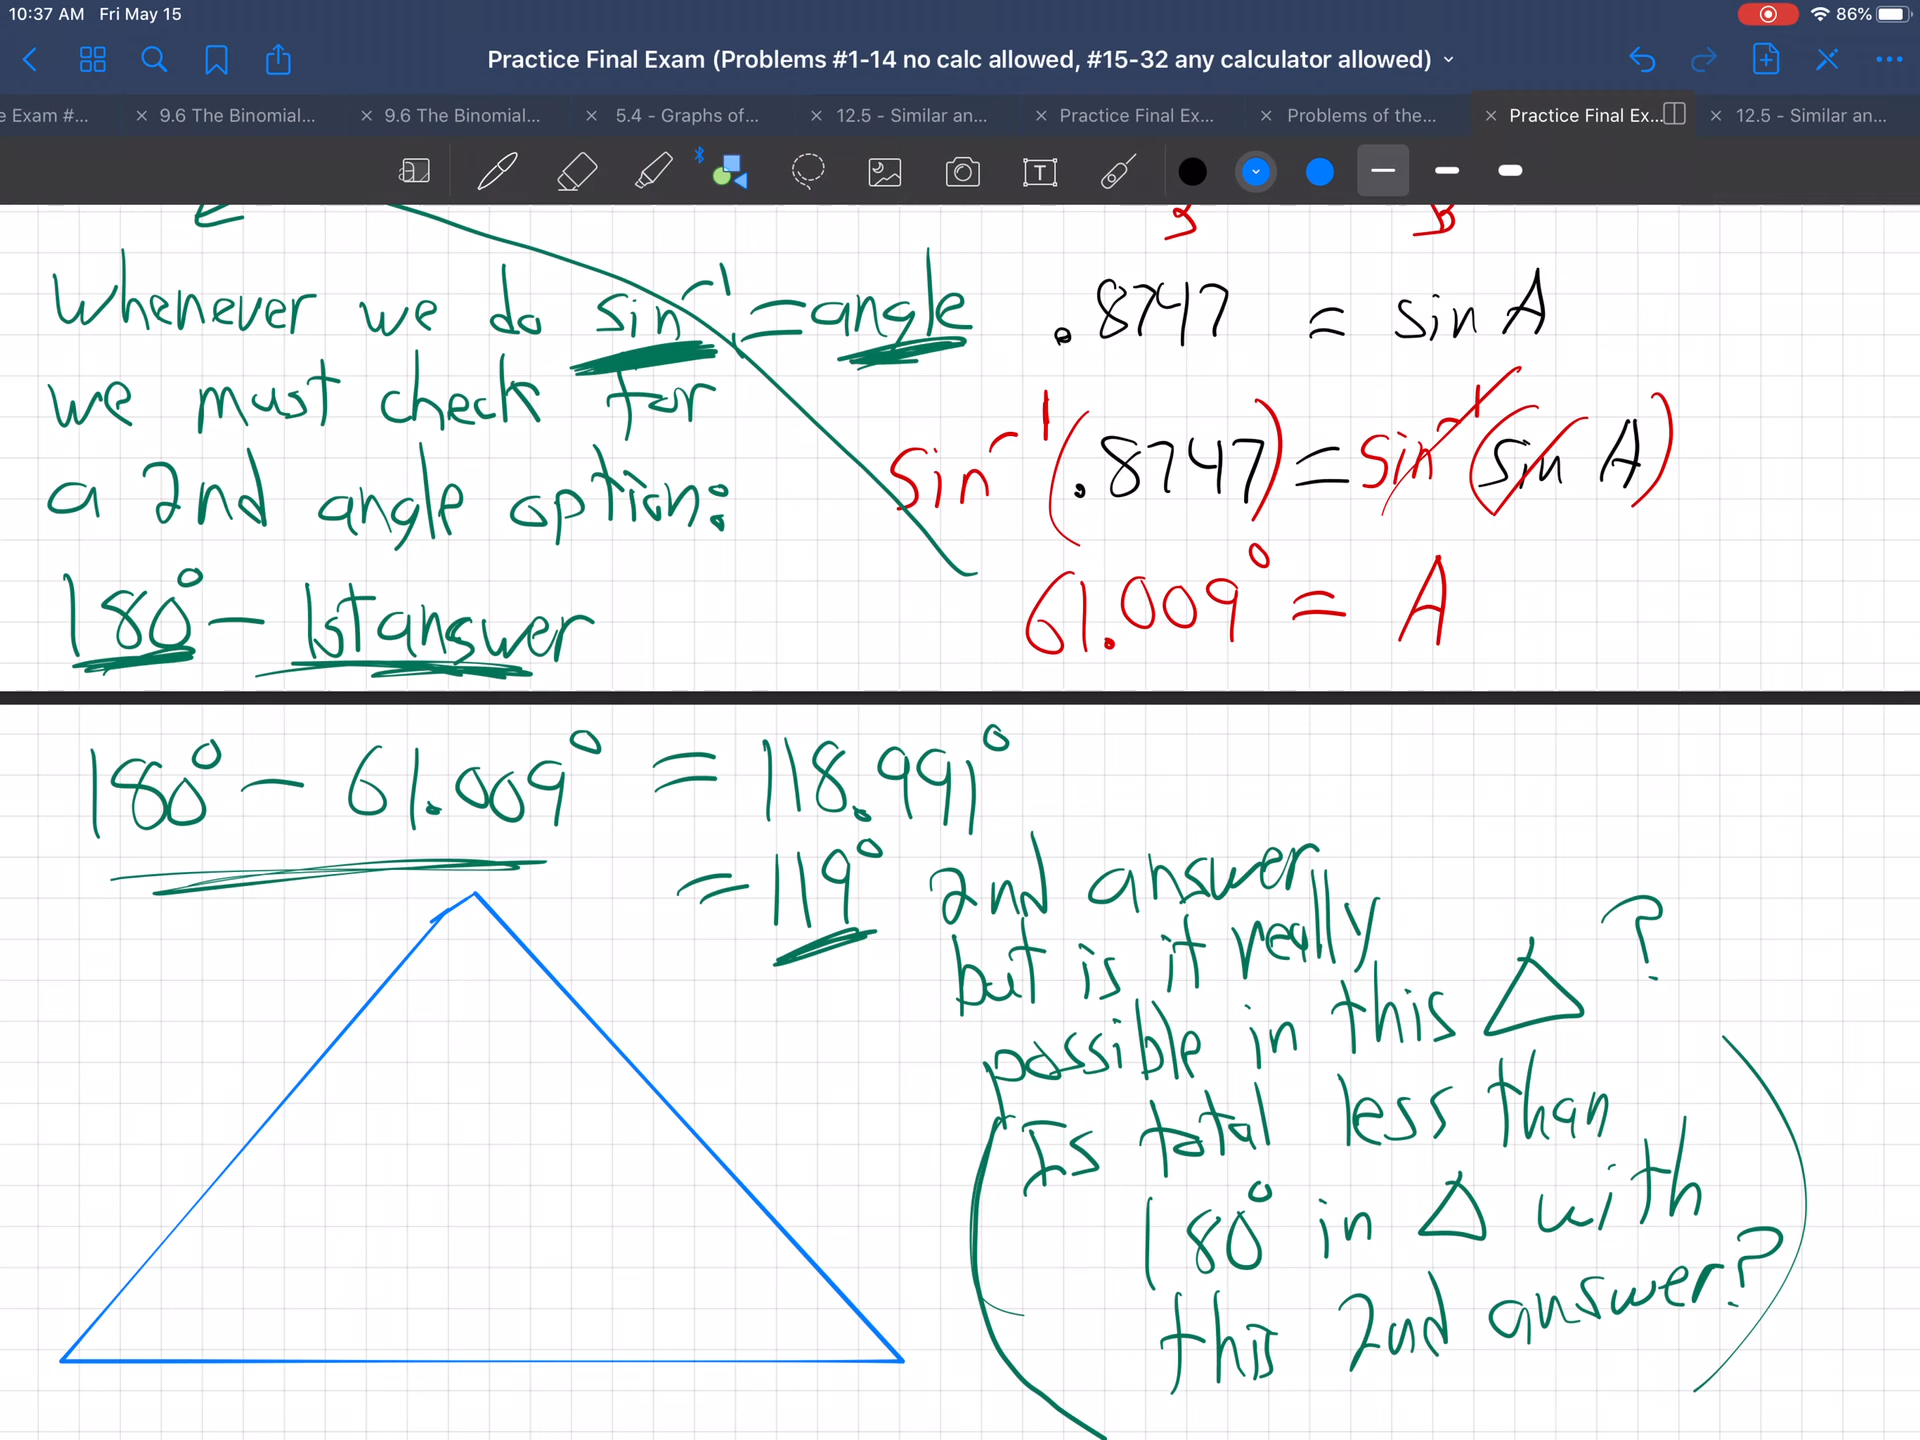 10:37 AM Fri May 15
86%
Practice Final Exam (Problems #1-14 no calc allowed, #15-32 any calculator allowed)
e Exam #...
9.6 The Binomial...
9.6 The Binomial...
5.4 - Graphs of...
12.5 - Similar an...
Practice Final Ex...
Problems of the...
Practice Final Ex...
12.5 - Similar an...
T
Whenever we do sin⁻¹ = angle
we must check for
a 2nd angle option:
180° - 1st answer
.8747 = sin A
sin⁻¹(.8747) = sin⁻¹(sin A)
61.009° = A
180° - 61.009° = 118.991°
= 119° 2nd answer
but is it really
possible in this △ ?
Is total less than
180° in △ with
this 2nd answer?